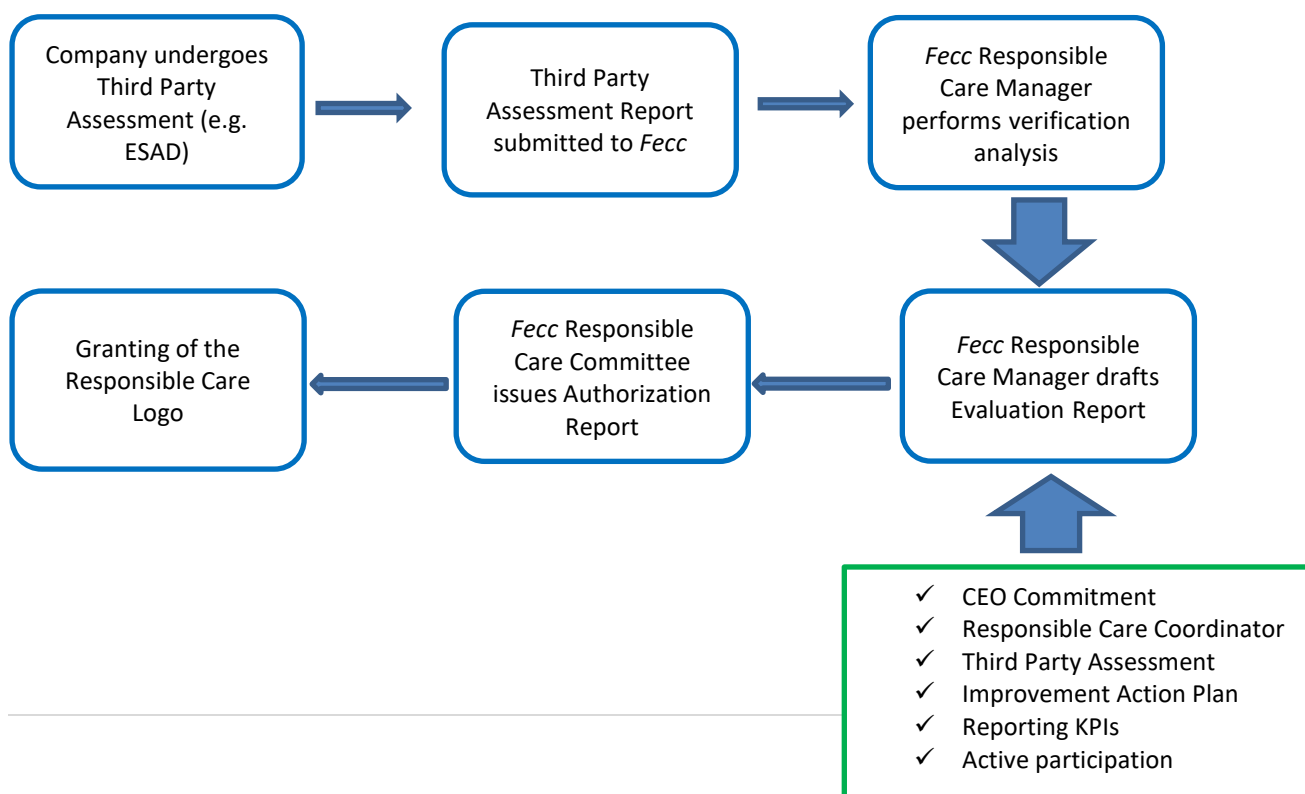 Company undergoes
Third Party
Assessment (e.g.
ESAD)
Third Party
Assessment Report
submitted to Fecc
Fecc Responsible
Care Manager
performs verification
analysis
Granting of the
Responsible Care
Logo
Fecc Responsible
Care Committee
issues Authorization
Report
Fecc Responsible
Care Manager drafts
Evaluation Report
✓ CEO Commitment
✓ Responsible Care Coordinator
✓ Third Party Assessment
✓ Improvement Action Plan
✓ Reporting KPIs
✓ Active participation